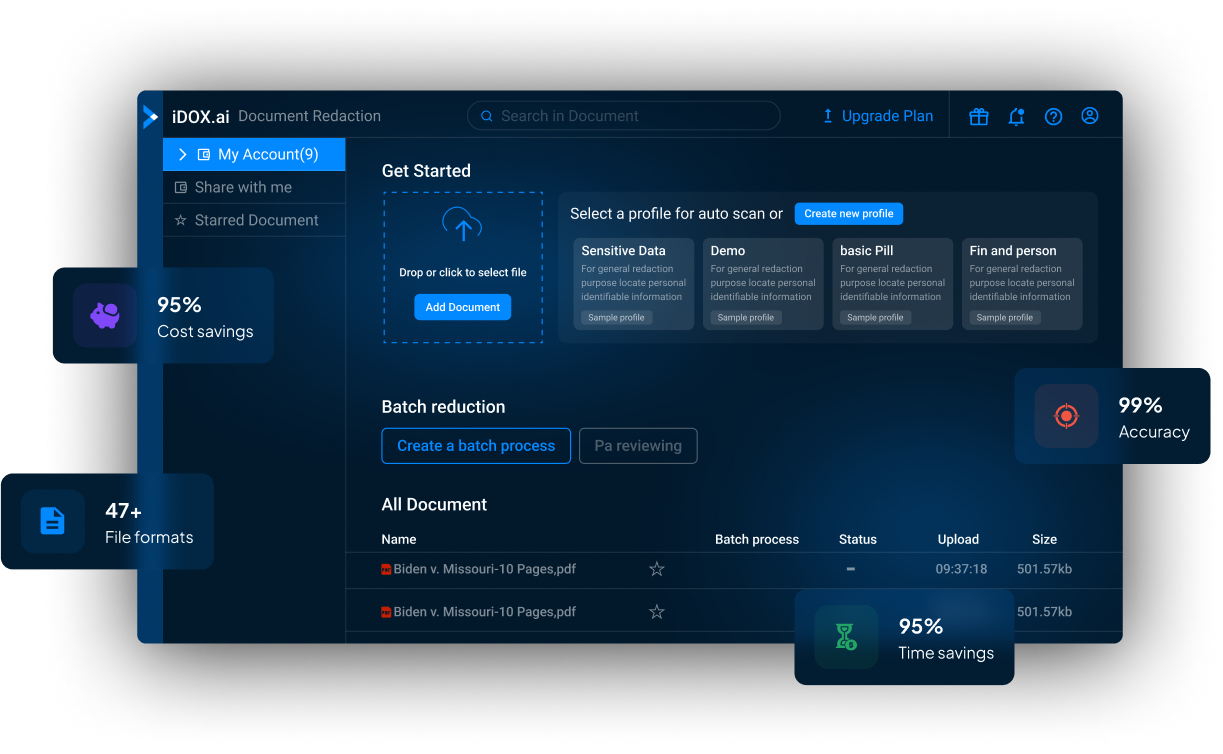 iDOX.ai Document Redaction
Search in Document
Upgrade Plan
My Account(9)
Share with me
Starred Document
Get Started
Drop or click to select file
Add Document
Select a profile for auto scan or
Create new profile
Sensitive Data
For general redaction
purpose locate personal
identifiable information
Sample profile
Demo
For general redaction
purpose locate personal
identifiable information
Sample profile
basic Pill
For general redaction
purpose locate personal
identifiable information
Sample profile
Fin and person
For general redaction
purpose locate personal
identifiable information
Sample profile
95%
Cost savings
99%
Accuracy
Batch reduction
Create a batch process
Pa reviewing
47+
File formats
All Document
Name Batch process Status Upload Size
Biden v. Missouri-10 Pages,pdf 09:37:18 501.57kb
Biden v. Missouri-10 Pages,pdf 501.57kb
95%
Time savings